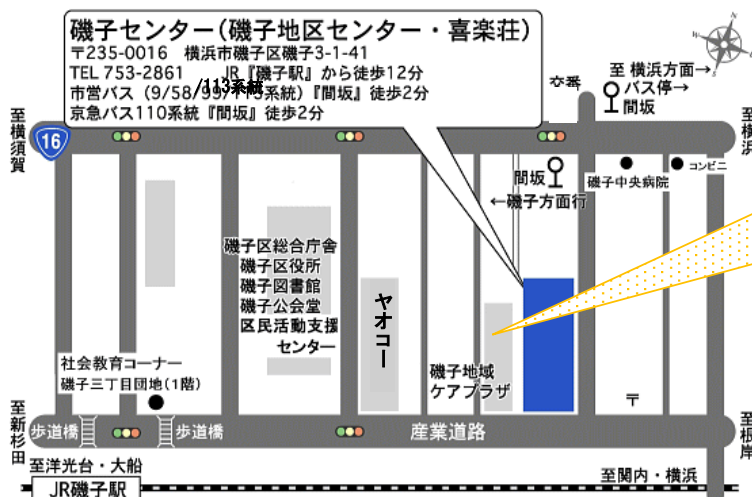 磯子センター(磯子地区センター・喜楽荘)
〒235-0016 横浜市磯子区磯子3-1-41
TEL 753-2861 JR『磯子駅』から徒歩12分
/113系統
市営バス (9/58/99/113系統)『間坂』徒歩2分
京急バス110系統『間坂』徒歩2分
N
W
E
S
交番
至 横浜方面→
バス停→
間坂
至横須賀
16
至横浜
間坂
←磯子方面行
磯子中央病院
コンビニ
磯子区総合庁舎
磯子区役所
磯子図書館
磯子公会堂
区民活動支援
センター
ヤオコー
磯子地域
ケアプラザ
社会教育コーナー
磯子三丁目団地(1階)
〒
至新杉田
歩道橋
歩道橋
産業道路
至根岸
至洋光台・大船
JR磯子駅
至関内・横浜